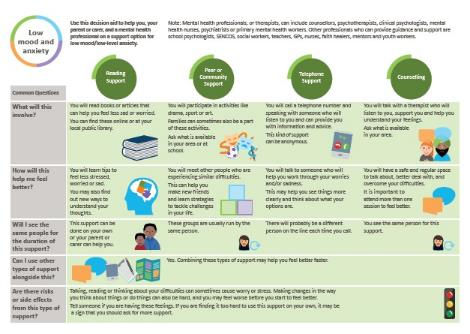 Low
mood and
anxiety
Use this decision aid to help you, your
parent or carer, and a mental health
professional on a support option for
low mood/low-level anxiety.
Note: Mental health professionals, or therapists, can include counsellors, psychotherapists, clinical psychologists, mental
health nurses, psychiatrists or primary mental health workers. Other professionals who can provide guidance and support are
school psychologists, SENCOS, social workers, teachers, GPs, nurses, faith healers, mentors and youth workers.
Reading
Support
Peer or
Community
Support
Telephone
Support
Counselling
Common Questions
What will this
involve?
You will read books or articles that
can help you feel less sad or worried.
You can find these online or at your
local public library.
You will participate in activities like
drama, sport or art.
Families can sometimes also be a part
of these activities.
Ask what is available
in your area or at
school.
You will call a telephone number and
speaking with someone who will
listen to you and can provide you
with information and advice.
This kind of support
can be anonymous.
You will talk with a therapist who will
listen to you, support you and help you
understand your feelings.
Ask what is available
in your area.
How will this
help me feel
better?
You will learn tips to
feel less stressed,
worried or sad.
You may also find
out new ways to
understand your
thoughts.
You will meet other people who are
experiencing similar difficulties.
This can help you
make new friends
and learn strategies
to tackle challenges
in your life.
You will talk to someone who will
help you work through your worries
and/or sadness.
This may help you see things more
clearly and think about what your
options are.
You will have a safe and regular space
to talk about, better deal with, and
overcome your difficulties.
It is important to
attend more than one
session to feel better.
Will I see the
same people for
the duration of
this support?
This support can be
done on your own
or your parent or
carer can help you.
These groups are usually run by the
same person.
There will probably be a different
person on the line each time you call.
You see the same person for this
support.
Can I use other
types of support
alongside this?
Yes. Combining these types of support may help you feel better faster.
Are there risks
or side effects
from this type of
support?
Talking, reading or thinking about your difficulties can sometimes cause worry or stress. Making changes in the way
you think about things or do things can also be hard, and you may feel worse before you start to feel better.
Tell someone if you are having these feelings. If you are finding it too hard to use this support on your own, it may be
a sign that you should ask for more support.